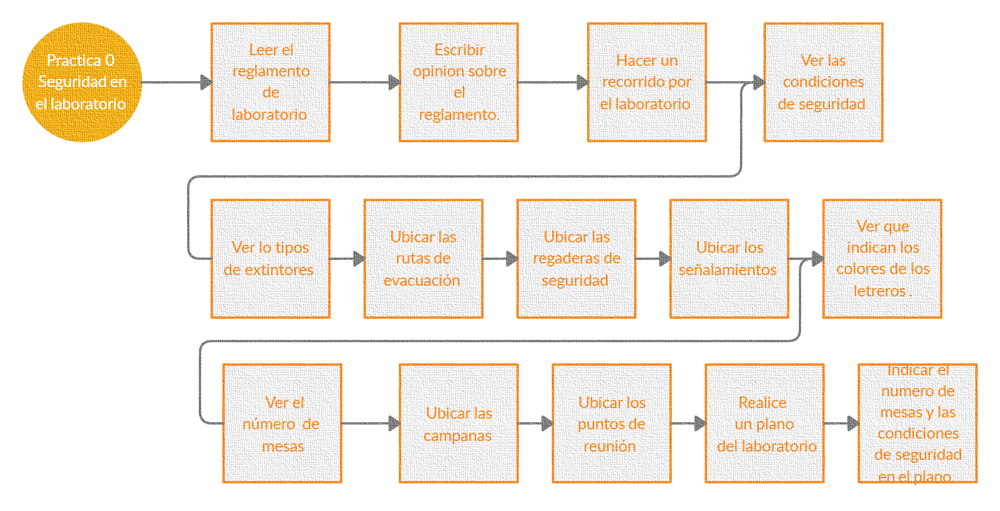 Practica 0
Seguridad en
el laboratorio
Leer el
reglamento
de
laboratorio
Escribir
opinion sobre
el
reglamento.
Hacer un
recorrido por
el laboratorio
Ver las
condiciones
de seguridad
Ver lo tipos
de extintores
Ubicar las
rutas de
evacuación
Ubicar las
regaderas de
seguridad
Ubicar los
señalamientos
Ver que
indican los
colores de los
letreros .
Ver el
número de
mesas
Ubicar las
campanas
Ubicar los
puntos de
reunión
Realice
un plano
del laboratorio
Indicar el
numero de
mesas y las
condiciones
de seguridad
en el plano.